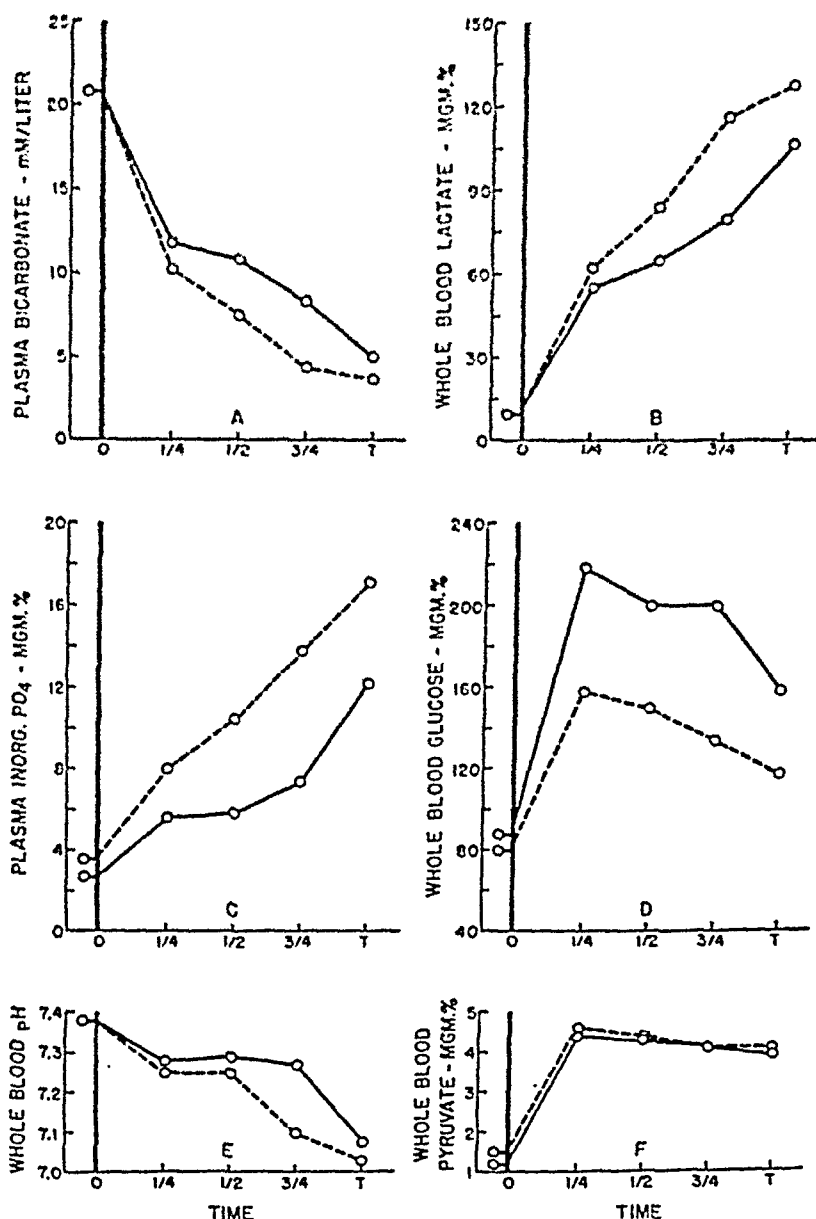 PLASMA BICARBONATE - mM/LITER
25
20
15
10
5
0
A
0 1/4 1/2 3/4 T
WHOLE BLOOD LACTATE - MGM.%
150
120
90
60
30
0
B
0 1/4 1/2 3/4 T
PLASMA INORG. PO4 - MGM.%
20
16
12
8
4
0
C
0 1/4 1/2 3/4 T
WHOLE BLOOD GLUCOSE - MGM.%
240
200
160
120
80
40
D
0 1/4 1/2 3/4 T
WHOLE BLOOD pH
7.4
7.3
7.2
7.1
7.0
E
0 1/4 1/2 3/4 T
TIME
WHOLE BLOOD
PYRUVATE-MGM.%
5
4
3
2
1
F
0 1/4 1/2 3/4 T
TIME